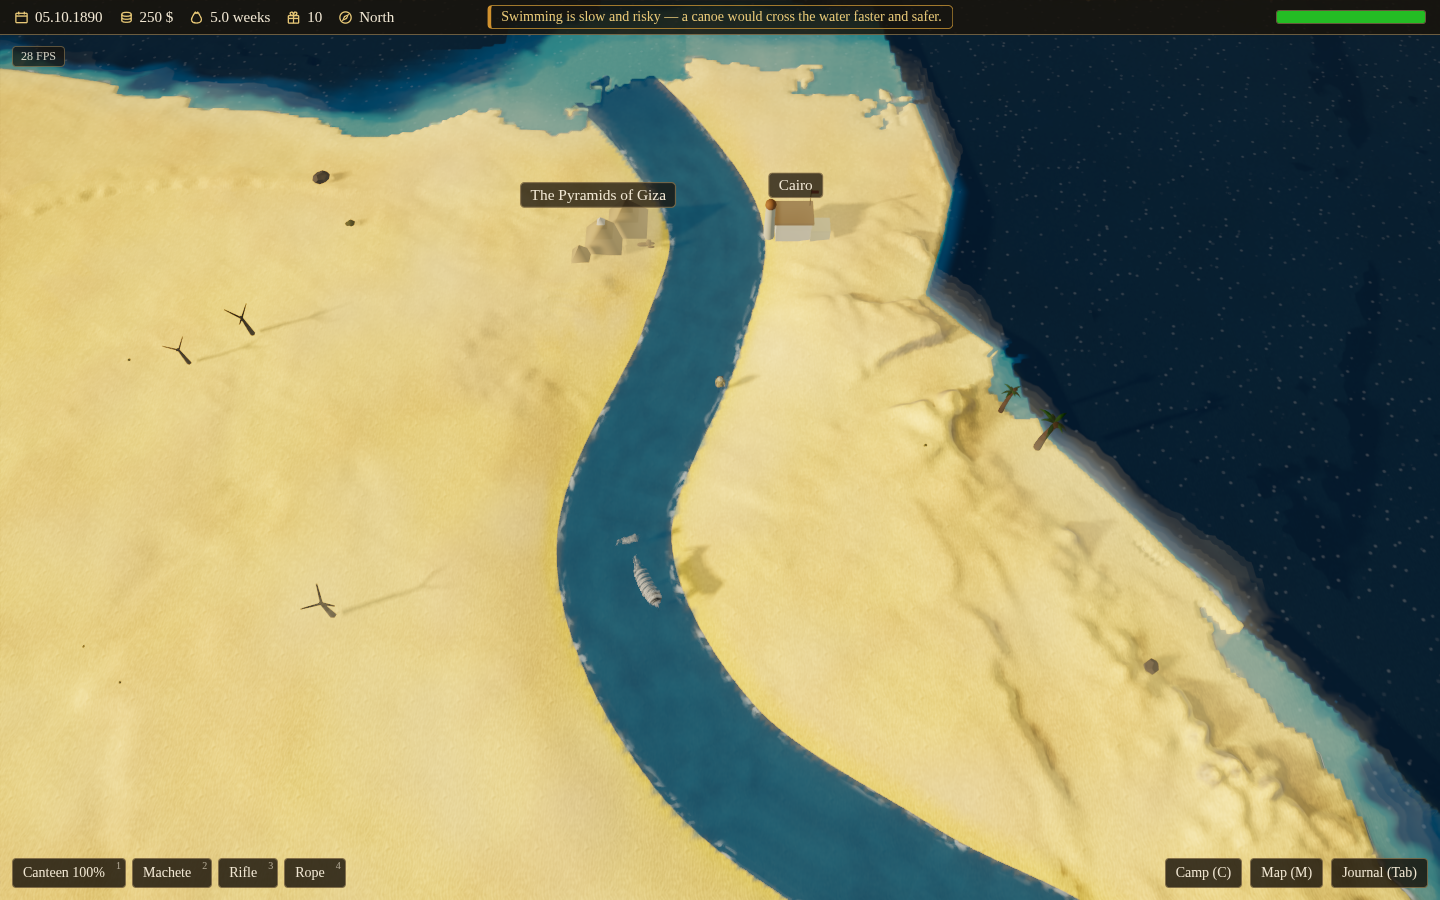 05.10.1890 250 $ 5.0 weeks 10 North
Swimming is slow and risky — a canoe would cross the water faster and safer.
28 FPS
The Pyramids of Giza
Cairo
Canteen 100% 1
Machete 2
Rifle 3
Rope 4
Camp (C)
Map (M)
Journal (Tab)